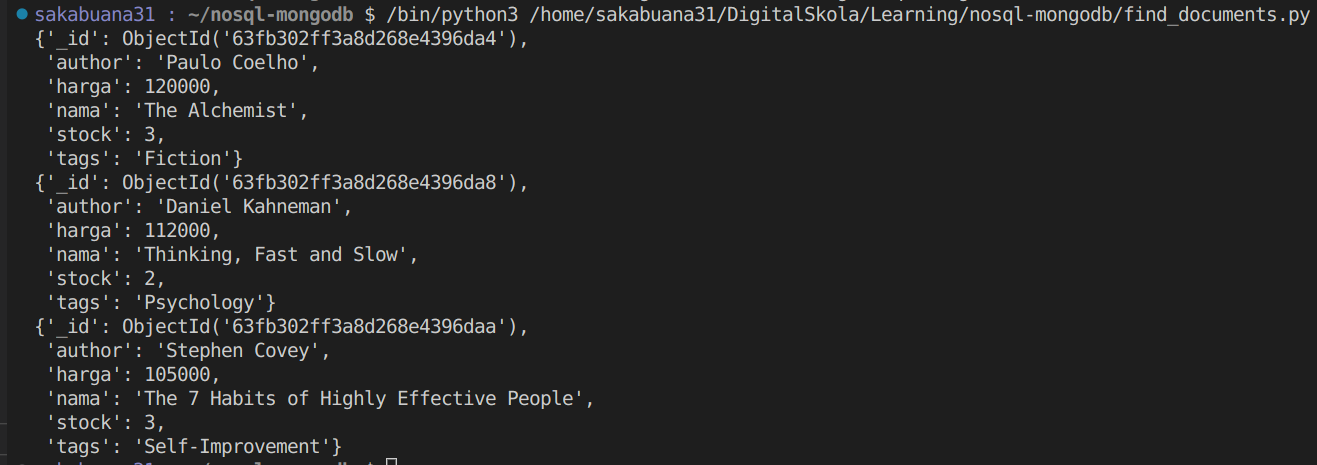 sakabuana31 : ~/nosql-mongodb $ /bin/python3 /home/sakabuana31/DigitalSkola/Learning/nosql-mongodb/find_documents.py
{'_id': ObjectId('63fb302ff3a8d268e4396da4'),
 'author': 'Paulo Coelho',
 'harga': 120000,
 'nama': 'The Alchemist',
 'stock': 3,
 'tags': 'Fiction'}
{'_id': ObjectId('63fb302ff3a8d268e4396da8'),
 'author': 'Daniel Kahneman',
 'harga': 112000,
 'nama': 'Thinking, Fast and Slow',
 'stock': 2,
 'tags': 'Psychology'}
{'_id': ObjectId('63fb302ff3a8d268e4396daa'),
 'author': 'Stephen Covey',
 'harga': 105000,
 'nama': 'The 7 Habits of Highly Effective People',
 'stock': 3,
 'tags': 'Self-Improvement'}